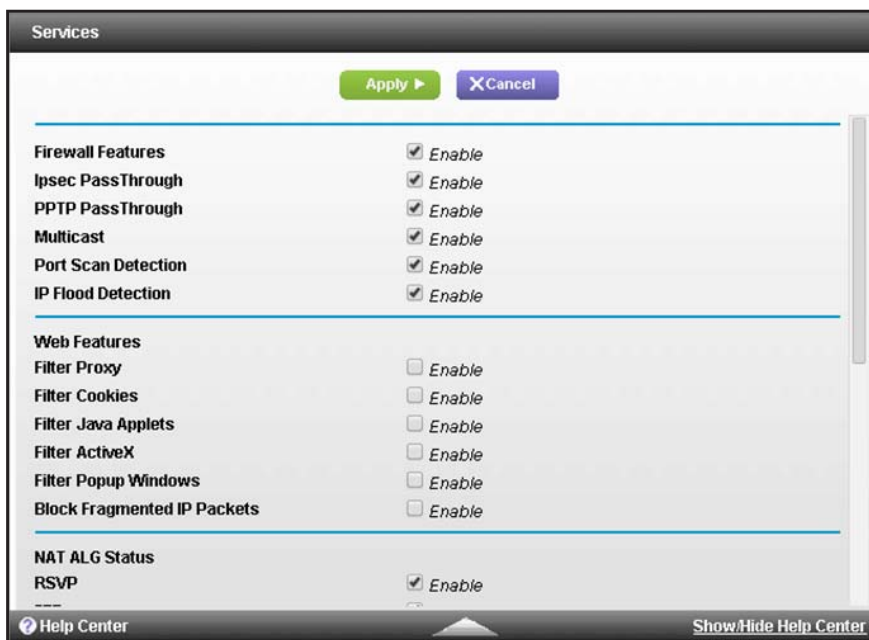 Services
Apply
Cancel
Firewall Features Enable
Ipsec PassThrough Enable
PPTP PassThrough Enable
Multicast Enable
Port Scan Detection Enable
IP Flood Detection Enable
Web Features
Filter Proxy Enable
Filter Cookies Enable
Filter Java Applets Enable
Filter ActiveX Enable
Filter Popup Windows Enable
Block Fragmented IP Packets Enable
NAT ALG Status
RSVP Enable
Help Center
Show/Hide Help Center